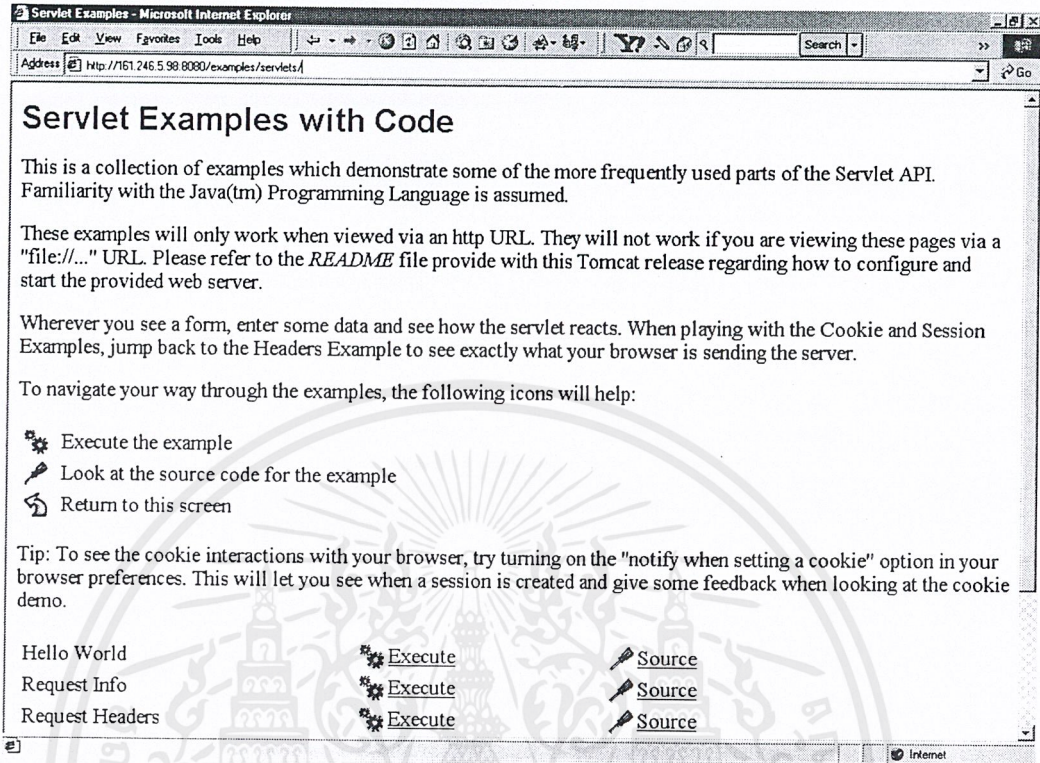 Servlet Examples - Microsoft Internet Explorer
File Edit View Favorites Tools Help Search
Address http://161.246.5.98:8080/examples/servlets/ Go
Servlet Examples with Code
This is a collection of examples which demonstrate some of the more frequently used parts of the Servlet API.
Familiarity with the Java(tm) Programming Language is assumed.
These examples will only work when viewed via an http URL. They will not work if you are viewing these pages via a
"file://..." URL. Please refer to the README file provide with this Tomcat release regarding how to configure and
start the provided web server.
Wherever you see a form, enter some data and see how the servlet reacts. When playing with the Cookie and Session
Examples, jump back to the Headers Example to see exactly what your browser is sending the server.
To navigate your way through the examples, the following icons will help:
Execute the example
Look at the source code for the example
Return to this screen
Tip: To see the cookie interactions with your browser, try turning on the "notify when setting a cookie" option in your
browser preferences. This will let you see when a session is created and give some feedback when looking at the cookie
demo.
Hello World Execute Source
Request Info Execute Source
Request Headers Execute Source
Internet